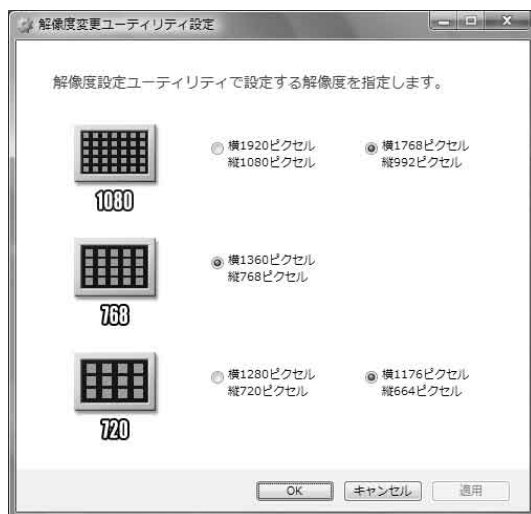 解像度変更ユーティリティ設定
解像度設定ユーティリティで設定する解像度を指定します。
横1920ピクセル
縦1080ピクセル
横1768ピクセル
縦992ピクセル
1080
横1360ピクセル
縦768ピクセル
768
横1280ピクセル
縦720ピクセル
横1176ピクセル
縦664ピクセル
720
OK
キャンセル
適用